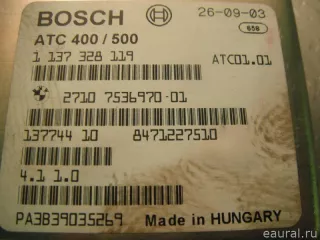 BOSCH 26-09-03
ATC 400 / 500 650
1 137 328 119 ATC01.01
2710 7536970-01
137744 10 8471227510
4.1 1.0
PA3B39035269 Made in HUNGARY
eaural.ru